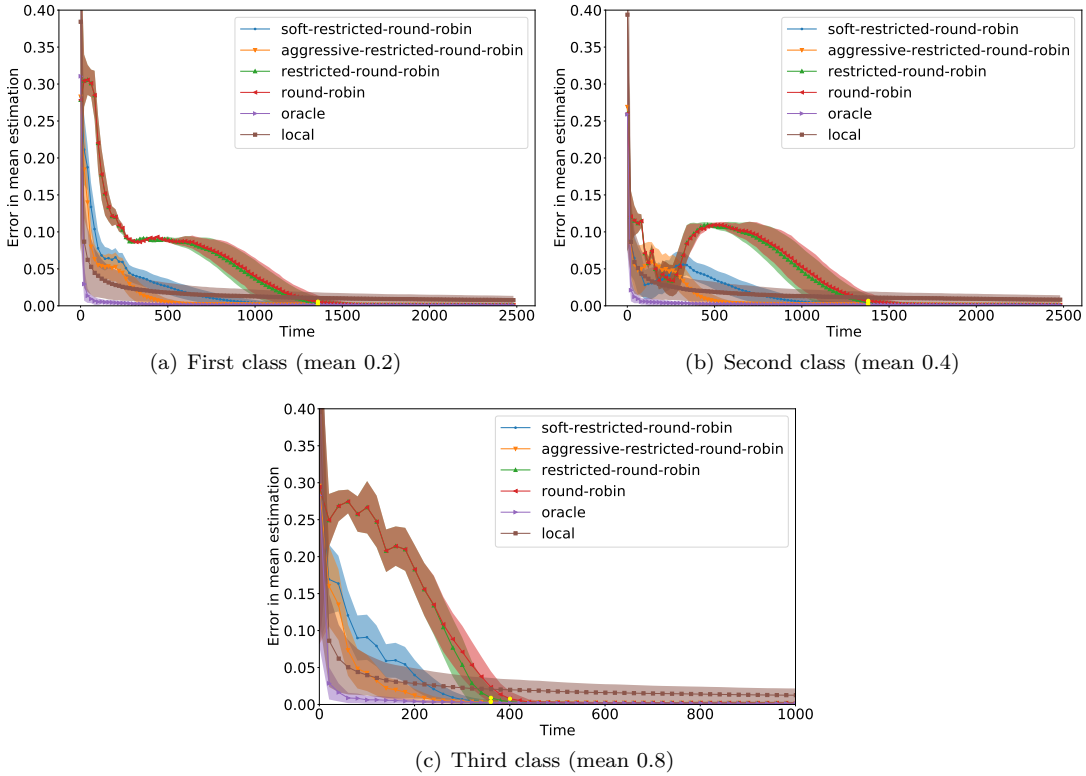 0.40
0.35
0.30
0.25
0.20
0.15
0.10
0.05
0.00
Error in mean estimation
soft-restricted-round-robin
aggressive-restricted-round-robin
restricted-round-robin
round-robin
oracle
local
0 500 1000 1500 2000 2500
Time
(a) First class (mean 0.2)
0.40
0.35
0.30
0.25
0.20
0.15
0.10
0.05
0.00
Error in mean estimation
soft-restricted-round-robin
aggressive-restricted-round-robin
restricted-round-robin
round-robin
oracle
local
0 500 1000 1500 2000 2500
Time
(b) Second class (mean 0.4)
0.40
0.35
0.30
0.25
0.20
0.15
0.10
0.05
0.00
Error in mean estimation
soft-restricted-round-robin
aggressive-restricted-round-robin
restricted-round-robin
round-robin
oracle
local
0 200 400 600 800 1000
Time
(c) Third class (mean 0.8)